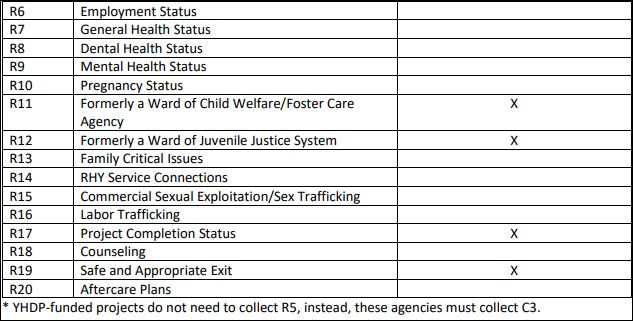 R6 Employment Status
R7 General Health Status
R8 Dental Health Status
R9 Mental Health Status
R10 Pregnancy Status
R11 Formerly a Ward of Child Welfare/Foster Care X
Agency
R12 Formerly a Ward of Juvenile Justice System X
R13 Family Critical Issues
R14 RHY Service Connections
R15 Commercial Sexual Exploitation/Sex Trafficking
R16 Labor Trafficking
R17 Project Completion Status X
R18 Counseling
R19 Safe and Appropriate Exit X
R20 Aftercare Plans
* YHDP-funded projects do not need to collect R5, instead, these agencies must collect C3.